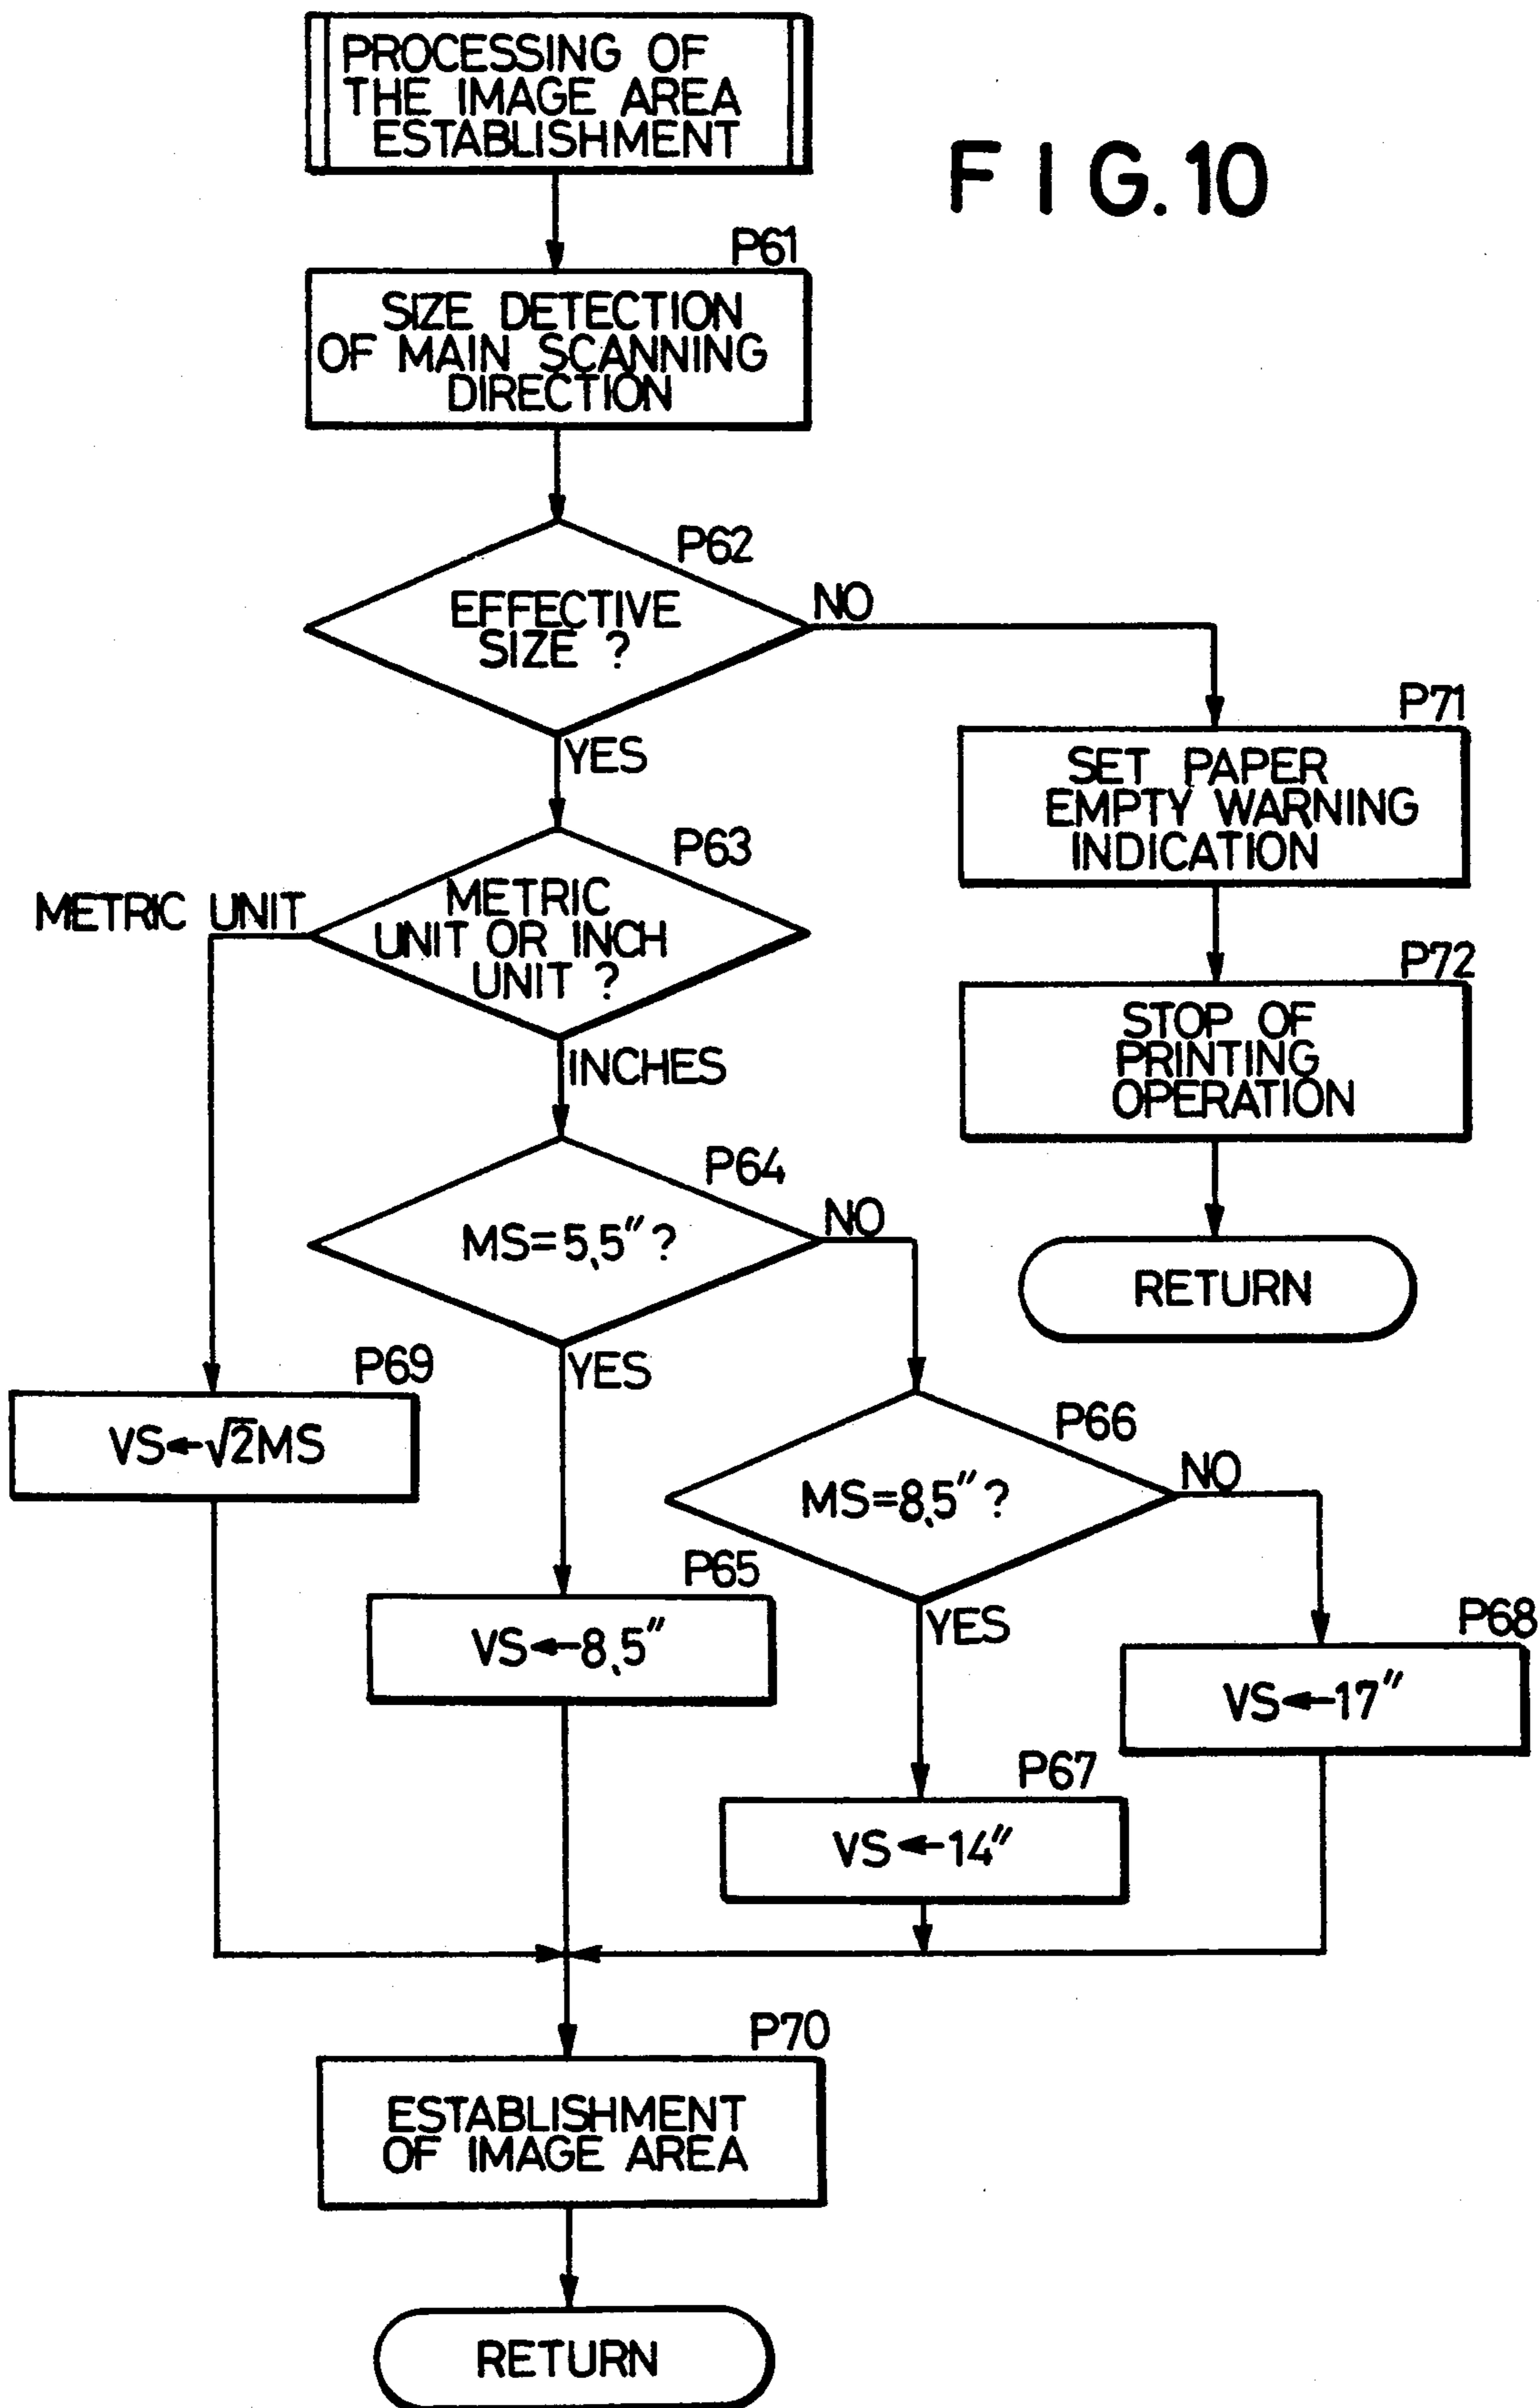 PROCESSING OF
THE IMAGE AREA
ESTABLISHMENT
FIG.10
P61
SIZE DETECTION
OF MAIN SCANNING
DIRECTION
P62
EFFECTIVE
SIZE ?
NO
YES
P71
SET PAPER
EMPTY WARNING
INDICATION
P63
METRIC UNIT
METRIC
UNIT OR INCH
UNIT ?
INCHES
P72
STOP OF
PRINTING
OPERATION
P64
MS=5.5″?
NO
YES
RETURN
P69
VS←√2MS
P66
MS=8.5″?
NO
YES
P65
VS←8.5″
P68
VS←17″
P67
VS←14″
P70
ESTABLISHMENT
OF IMAGE AREA
RETURN